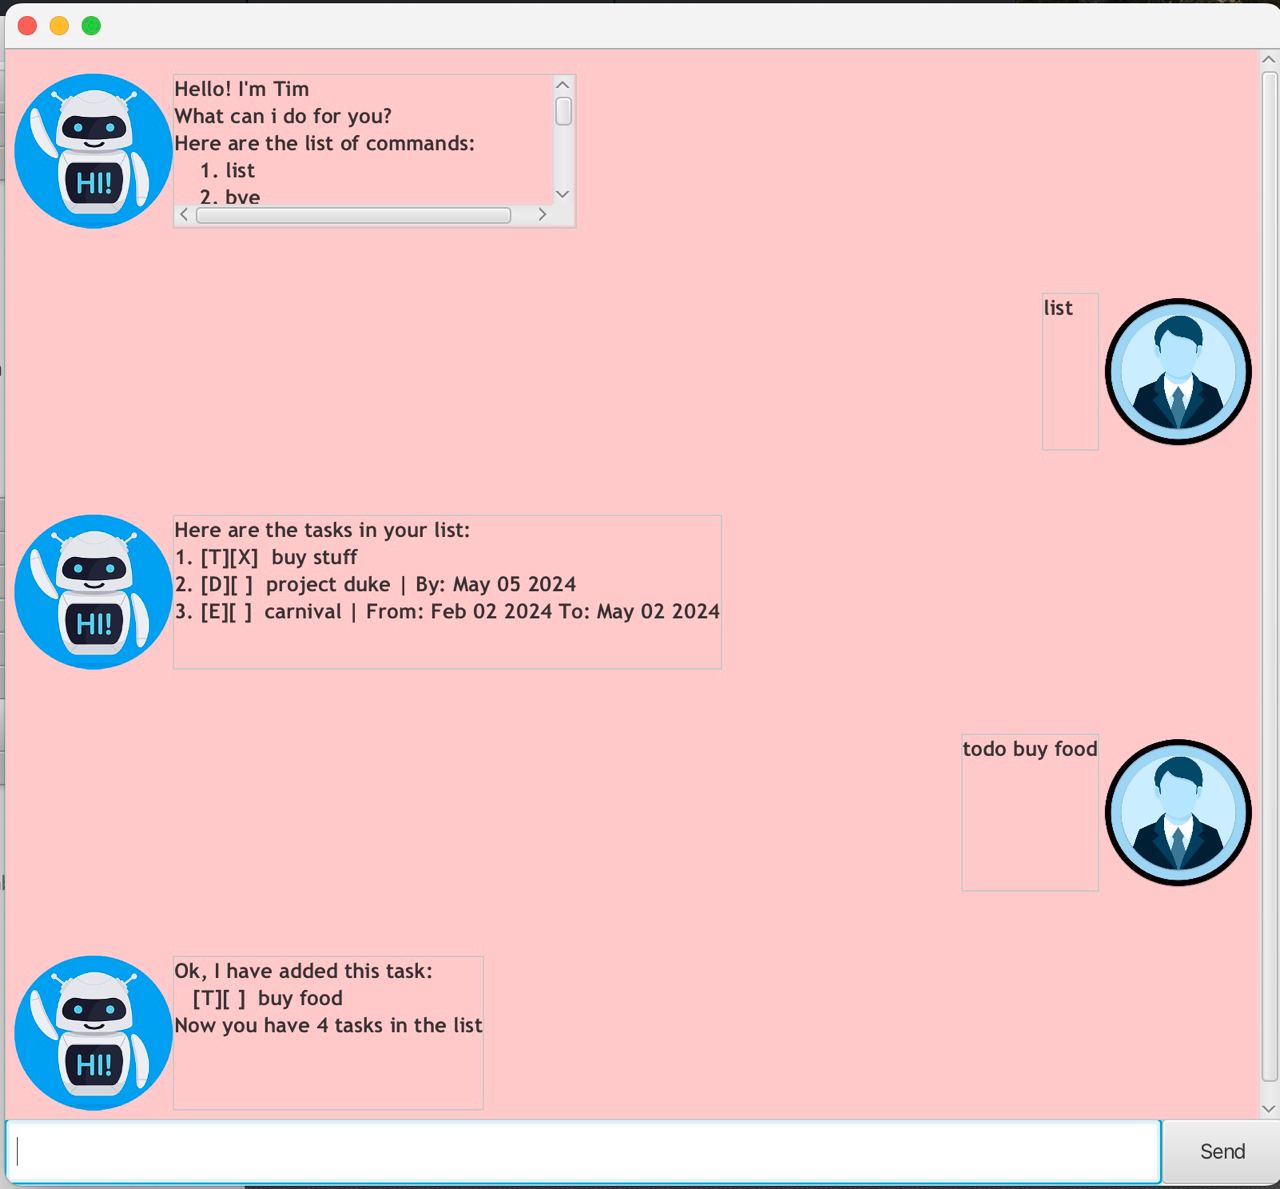 Hello! I'm Tim
What can i do for you?
Here are the list of commands:
1. list
2. bye
HI!
list
Here are the tasks in your list:
1. [T][X]  buy stuff
2. [D][ ]  project duke | By: May 05 2024
3. [E][ ]  carnival | From: Feb 02 2024 To: May 02 2024
HI!
todo buy food
Ok, I have added this task:
[T][ ]  buy food
Now you have 4 tasks in the list
HI!
Send